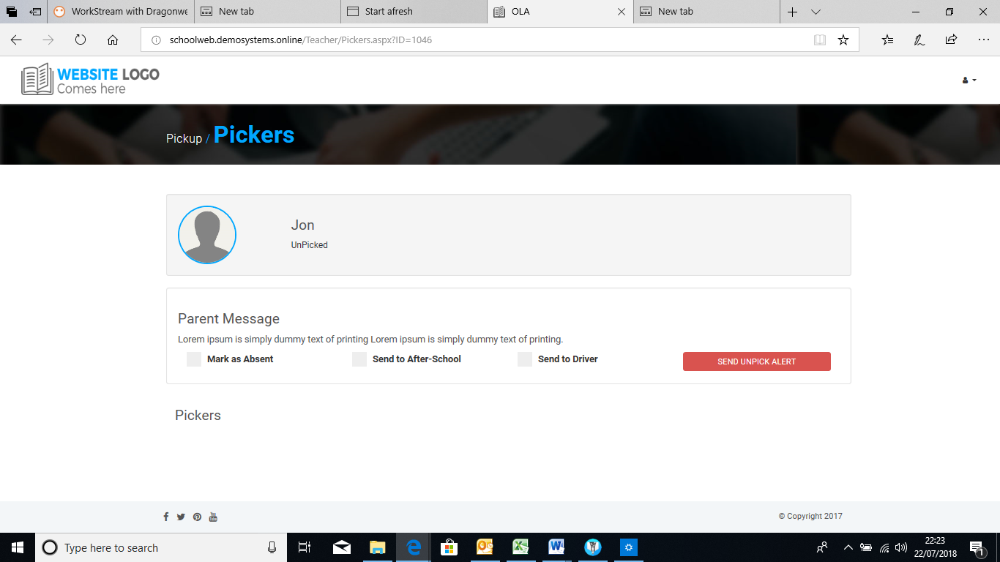 WorkStream with Dragonwe
New tab
Start afresh
OLA
New tab
schoolweb.demosystems.online/Teacher/Pickers.aspx?ID=1046
WEBSITE LOGO
Comes here
Pickup / Pickers
Jon
UnPicked
Parent Message
Lorem ipsum is simply dummy text of printing Lorem ipsum is simply dummy text of printing.
Mark as Absent
Send to After-School
Send to Driver
SEND UNPICK ALERT
Pickers
© Copyright 2017
Type here to search
22:23
22/07/2018
1